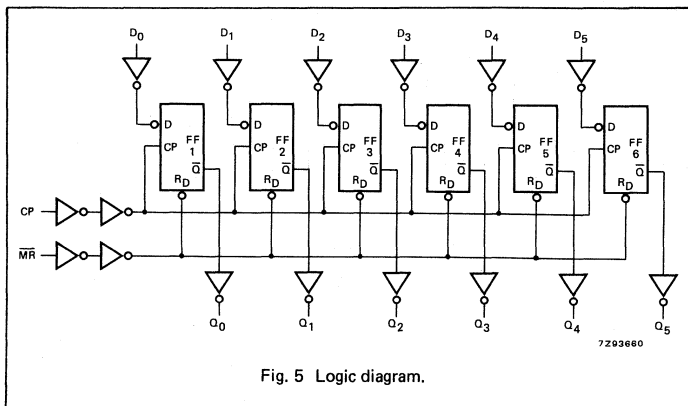 D0 D1 D2 D3 D4 D5
D FF 1 CP Q̅ RD
D FF 2 CP Q̅ RD
D FF 3 CP Q̅ RD
D FF 4 CP Q̅ RD
D FF 5 CP Q̅ RD
D FF 6 CP Q̅ RD
CP
M̅R̅
Q0 Q1 Q2 Q3 Q4 Q5
7Z93660
Fig. 5 Logic diagram.